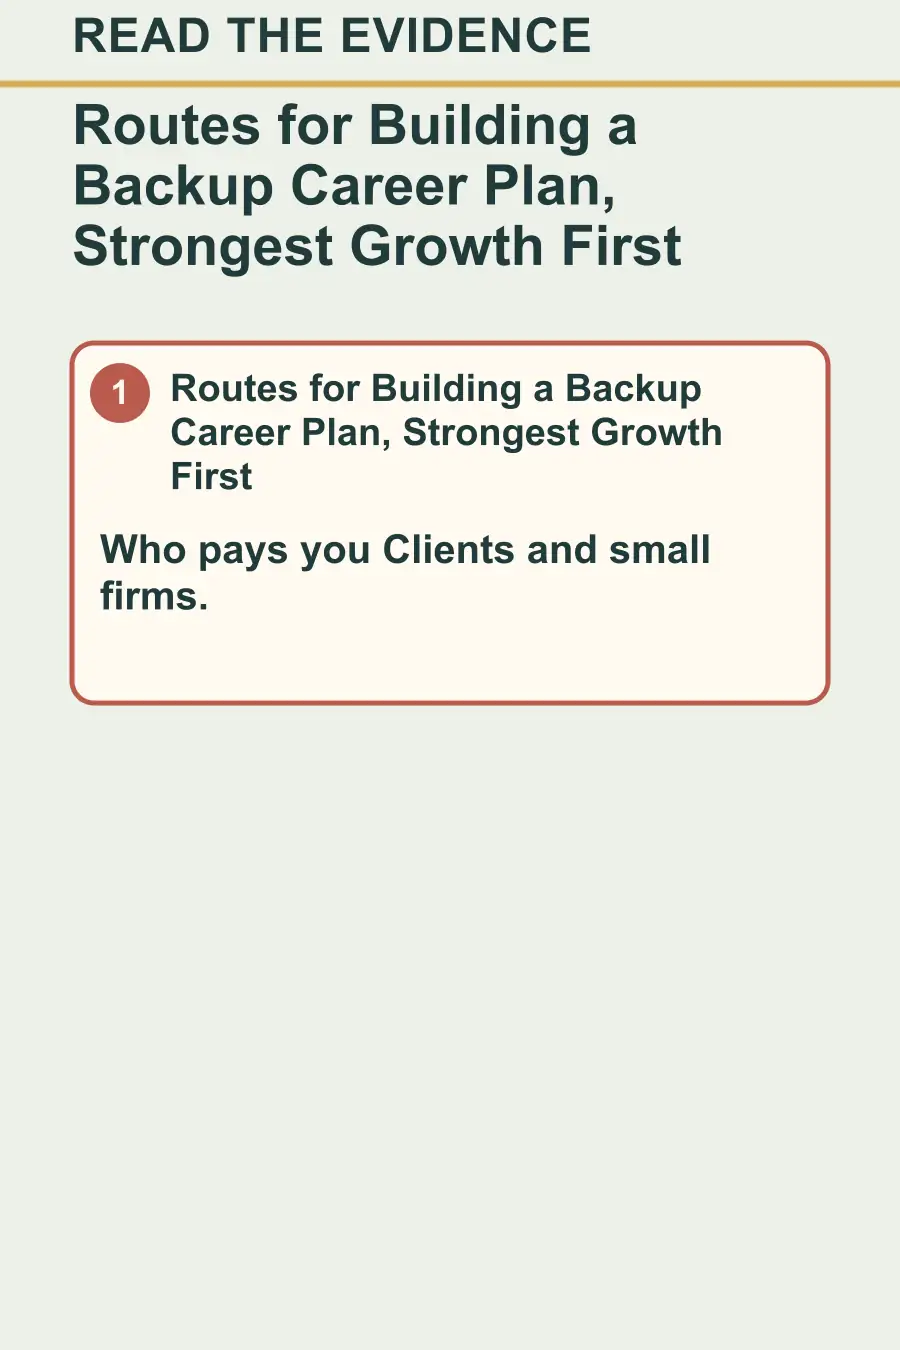 READ THE EVIDENCE
Routes for Building a
Backup Career Plan,
Strongest Growth First
1
Routes for Building a Backup
Career Plan, Strongest Growth
First
Who pays you Clients and small
firms.